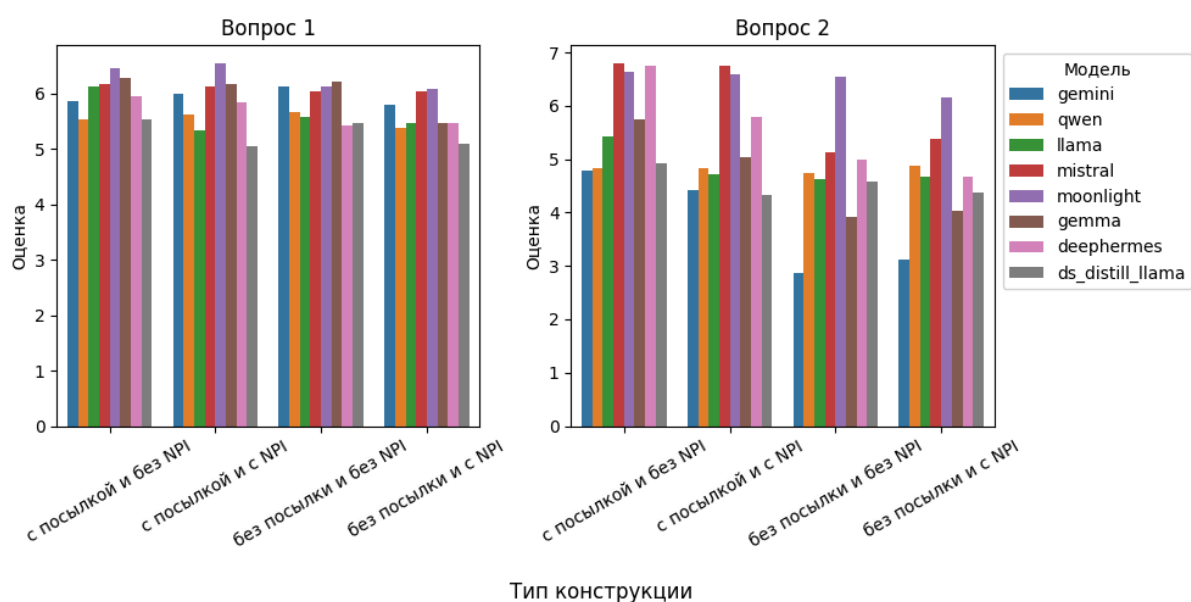 Вопрос 1
Оценка
6
5
4
3
2
1
0
с посылкой и без NPI
с посылкой и с NPI
без посылки и без NPI
без посылки и с NPI
Вопрос 2
Оценка
7
6
5
4
3
2
1
0
с посылкой и без NPI
с посылкой и с NPI
без посылки и без NPI
без посылки и с NPI
Модель
gemini
qwen
llama
mistral
moonlight
gemma
deephermes
ds_distill_llama
Тип конструкции